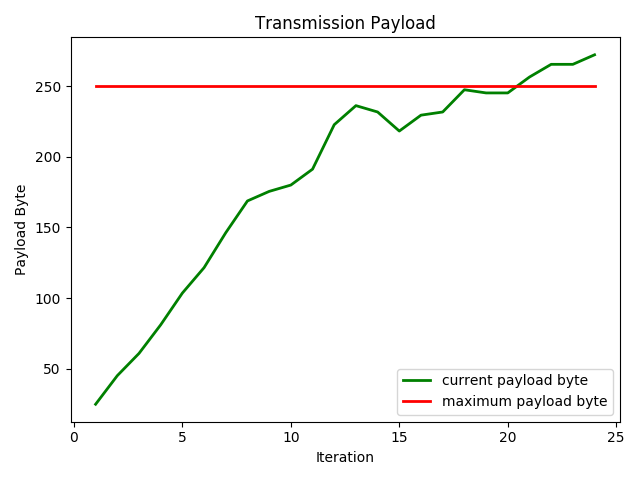 Transmission Payload
Payload Byte
250
200
150
100
50
0
5
10
15
20
25
Iteration
current payload byte
maximum payload byte